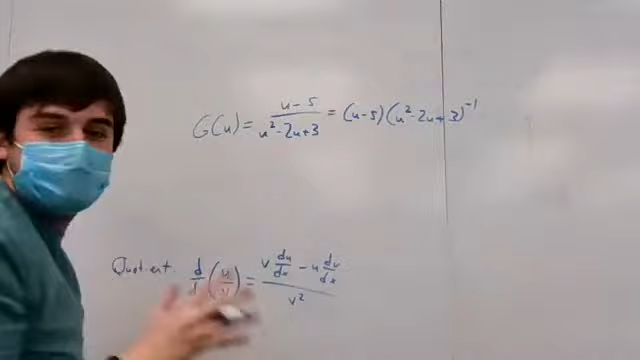 G(u) = (u-5)/(u²-2u+3) = (u-5)(u²-2u+3)⁻¹
Quotient: d/d (u/v) = (v du/dx - u dv/dx)/v²